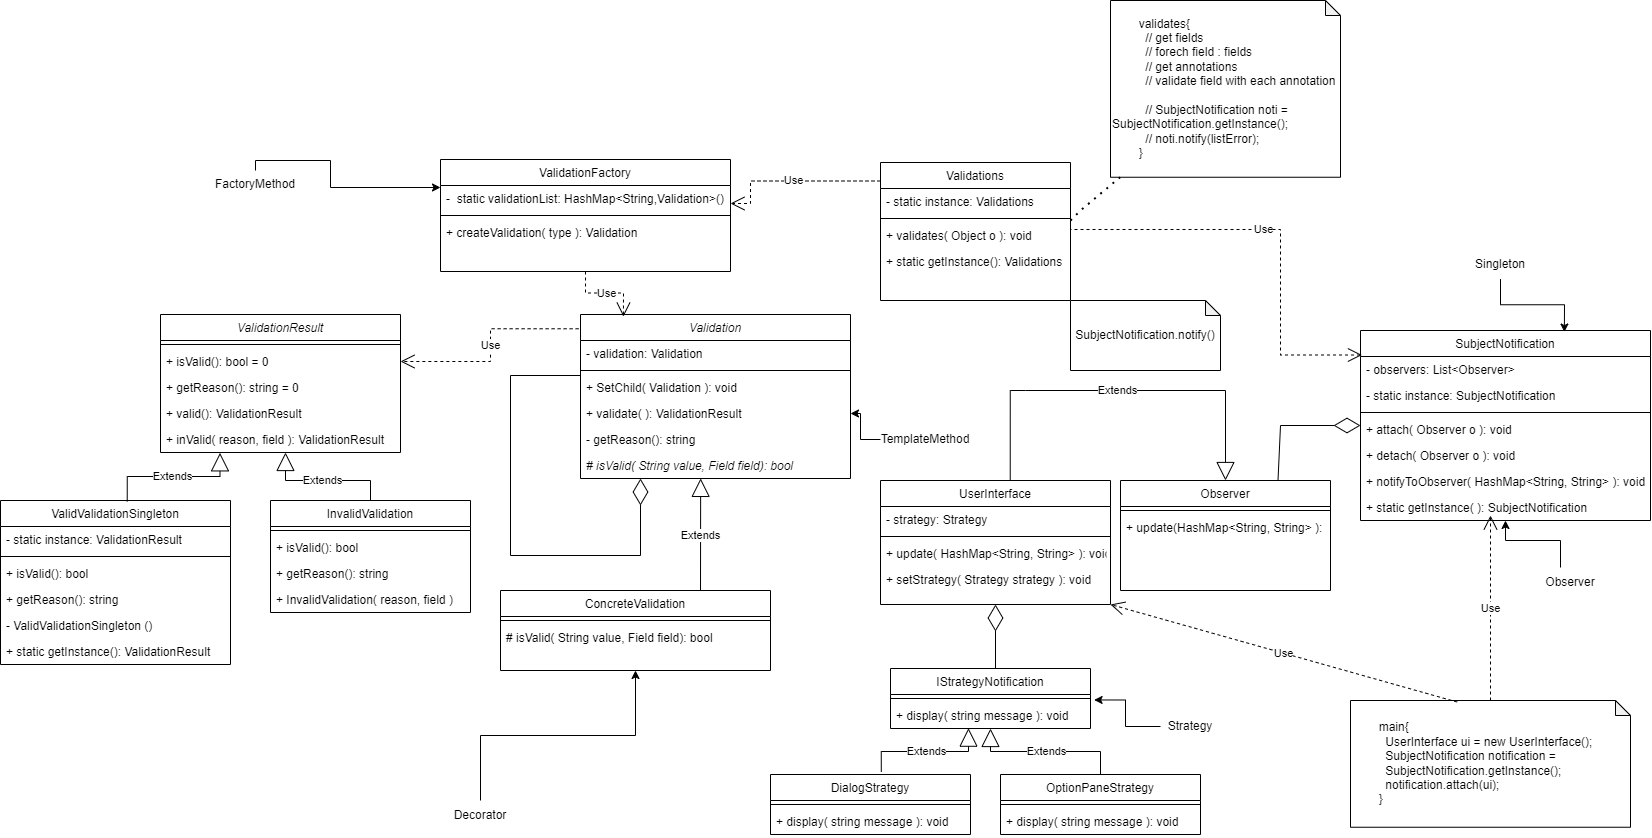 validates{
// get fields
// forech field : fields
// get annotations
// validate field with each annotation
// SubjectNotification noti =
SubjectNotification.getInstance();
// noti.notify(listError);
}
FactoryMethod
ValidationFactory
- static validationList: HashMap<String,Validation>()
+ createValidation( type ): Validation
Use
Validations
- static instance: Validations
+ validates( Object o ): void
+ static getInstance(): Validations
Use
SubjectNotification.notify()
Singleton
SubjectNotification
- observers: List<Observer>
- static instance: SubjectNotification
+ attach( Observer o ): void
+ detach( Observer o ): void
+ notifyToObserver( HashMap<String, String> ): void
+ static getInstance( ): SubjectNotification
Observer
Use
ValidationResult
+ isValid(): bool = 0
+ getReason(): string = 0
+ valid(): ValidationResult
+ inValid( reason, field ): ValidationResult
Use
Validation
- validation: Validation
+ SetChild( Validation ): void
+ validate( ): ValidationResult
- getReason(): string
# isValid( String value, Field field): bool
TemplateMethod
Extends
Extends
ValidValidationSingleton
- static instance: ValidationResult
+ isValid(): bool
+ getReason(): string
- ValidValidationSingleton ()
+ static getInstance(): ValidationResult
InvalidValidation
+ isValid(): bool
+ getReason(): string
+ InvalidValidation( reason, field )
Extends
ConcreteValidation
# isValid( String value, Field field): bool
Decorator
Extends
UserInterface
- strategy: Strategy
+ update( HashMap<String, String> ): voi
+ setStrategy( Strategy strategy ): void
Observer
+ update(HashMap<String, String> ):
Use
Use
IStrategyNotification
+ display( string message ): void
Strategy
Extends
Extends
DialogStrategy
+ display( string message ): void
OptionPaneStrategy
+ display( string message ): void
main{
UserInterface ui = new UserInterface();
SubjectNotification notification =
SubjectNotification.getInstance();
notification.attach(ui);
}